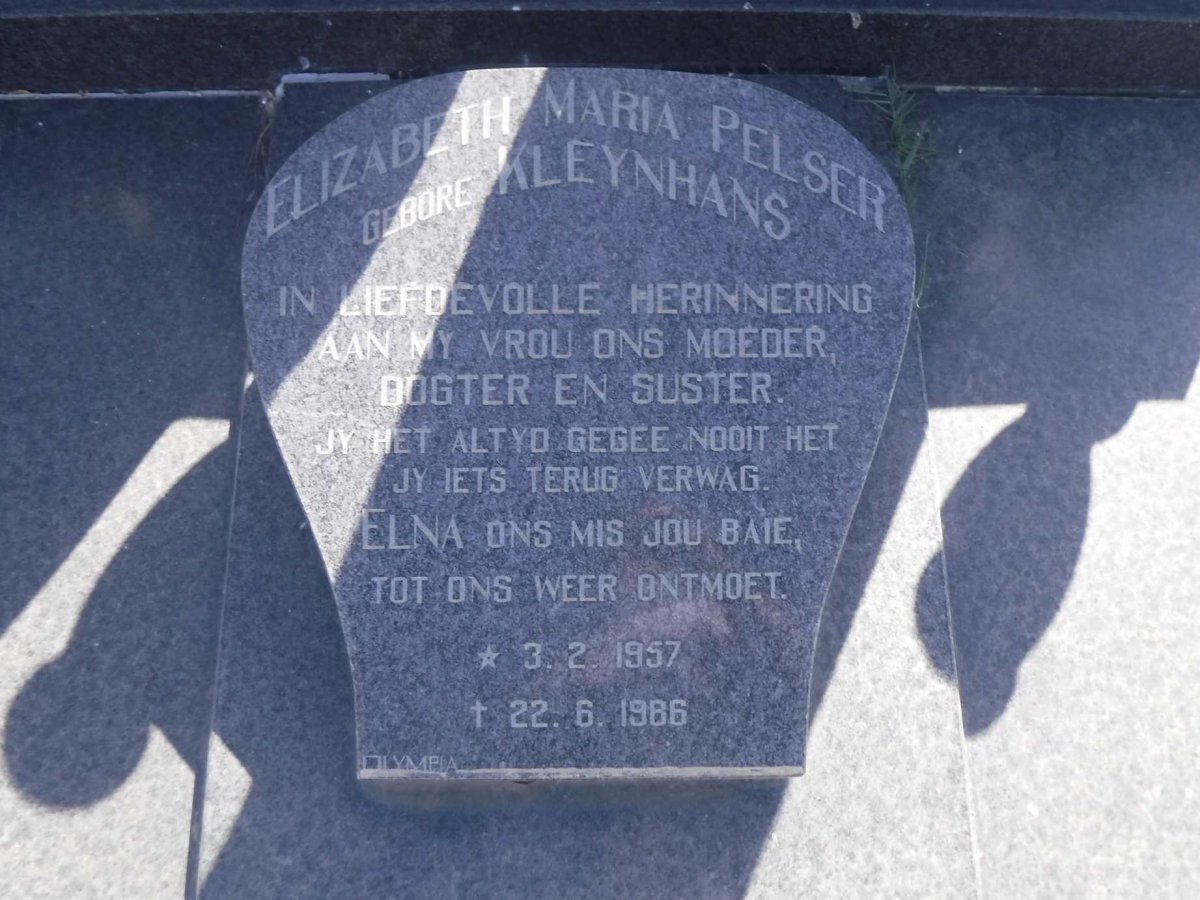 ELIZABETH MARIA PELSER
GEBORE KLEYNHANS
IN LIEFDEVOLLE HERINNERING
AAN MY VROU ONS MOEDER,
DOGTER EN SUSTER.
JY HET ALTYD GEGEE NOOIT HET
JY IETS TERUG VERWAG.
ELNA ONS MIS JOU BAIE,
TOT ONS WEER ONTMOET.
★ 3. 2. 1957
† 22. 6. 1986
OLYMPIA